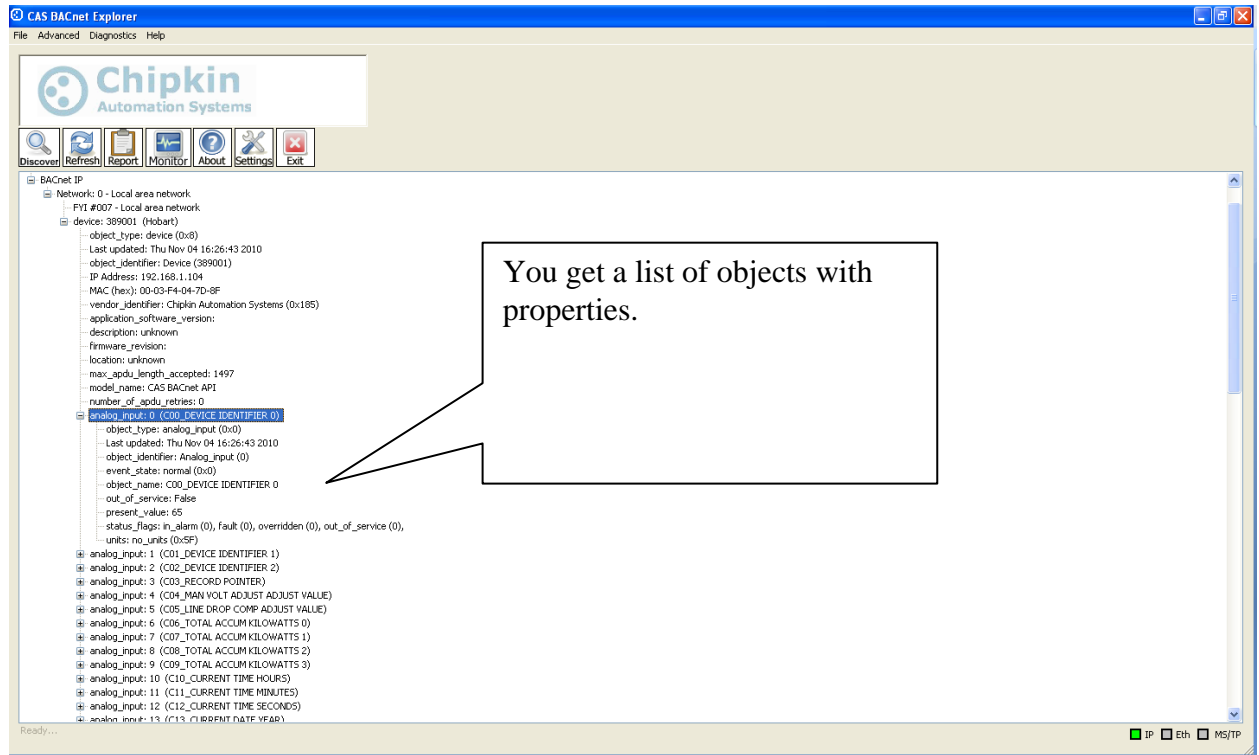 CAS BACnet Explorer
File Advanced Diagnostics Help
Chipkin
Automation Systems
Discover Refresh Report Monitor About Settings Exit
BACnet IP
Network: 0 - Local area network
FYI #007 - Local area network
device: 389001 (Hobart)
object_type: device (0x8)
Last updated: Thu Nov 04 16:26:43 2010
object_identifier: Device (389001)
IP Address: 192.168.1.104
MAC (hex): 00-03-F4-04-7D-8F
vendor_identifier: Chipkin Automation Systems (0x185)
application_software_version:
description: unknown
firmware_revision:
location: unknown
max_apdu_length_accepted: 1497
model_name: CAS BACnet API
number_of_apdu_retries: 0
analog_input: 0 (C00_DEVICE IDENTIFIER 0)
object_type: analog_input (0x0)
Last updated: Thu Nov 04 16:26:43 2010
object_identifier: Analog_input (0)
event_state: normal (0x0)
object_name: C00_DEVICE IDENTIFIER 0
out_of_service: False
present_value: 65
status_flags: in_alarm (0), fault (0), overridden (0), out_of_service (0),
units: no_units (0x5F)
analog_input: 1 (C01_DEVICE IDENTIFIER 1)
analog_input: 2 (C02_DEVICE IDENTIFIER 2)
analog_input: 3 (C03_RECORD POINTER)
analog_input: 4 (C04_MAN VOLT ADJUST ADJUST VALUE)
analog_input: 5 (C05_LINE DROP COMP ADJUST VALUE)
analog_input: 6 (C06_TOTAL ACCUM KILOWATTS 0)
analog_input: 7 (C07_TOTAL ACCUM KILOWATTS 1)
analog_input: 8 (C08_TOTAL ACCUM KILOWATTS 2)
analog_input: 9 (C09_TOTAL ACCUM KILOWATTS 3)
analog_input: 10 (C10_CURRENT TIME HOURS)
analog_input: 11 (C11_CURRENT TIME MINUTES)
analog_input: 12 (C12_CURRENT TIME SECONDS)
analog_input: 13 (C13_CURRENT DATE YEAR)
You get a list of objects with
properties.
Ready...
IP Eth MS/TP